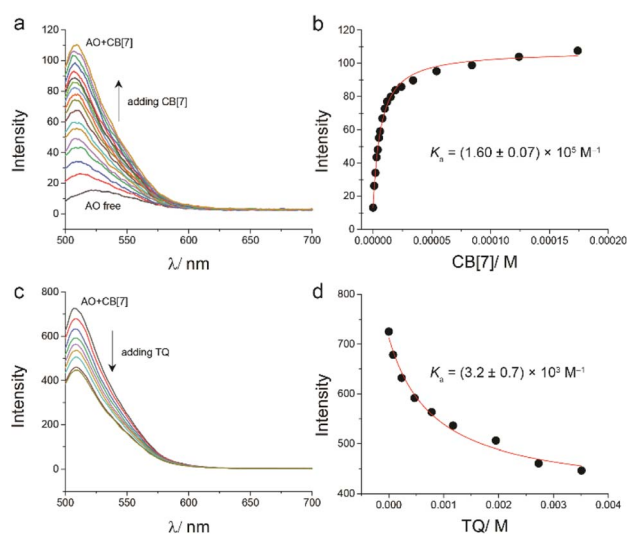 a
AO+CB[7]
adding CB[7]
AO free
120
100
80
60
40
20
0
500
550
600
650
700
Intensity
λ/ nm
b
120
100
80
60
40
20
0
0.00000
0.00005
0.00010
0.00015
0.00020
Intensity
CB[7]/ M
Ka = (1.60 ± 0.07) × 10⁵ M⁻¹
c
AO+CB[7]
adding TQ
800
600
400
200
0
500
550
600
650
700
Intensity
λ/ nm
d
800
700
600
500
400
0.000
0.001
0.002
0.003
0.004
Intensity
TQ/ M
Ka = (3.2 ± 0.7) × 10³ M⁻¹